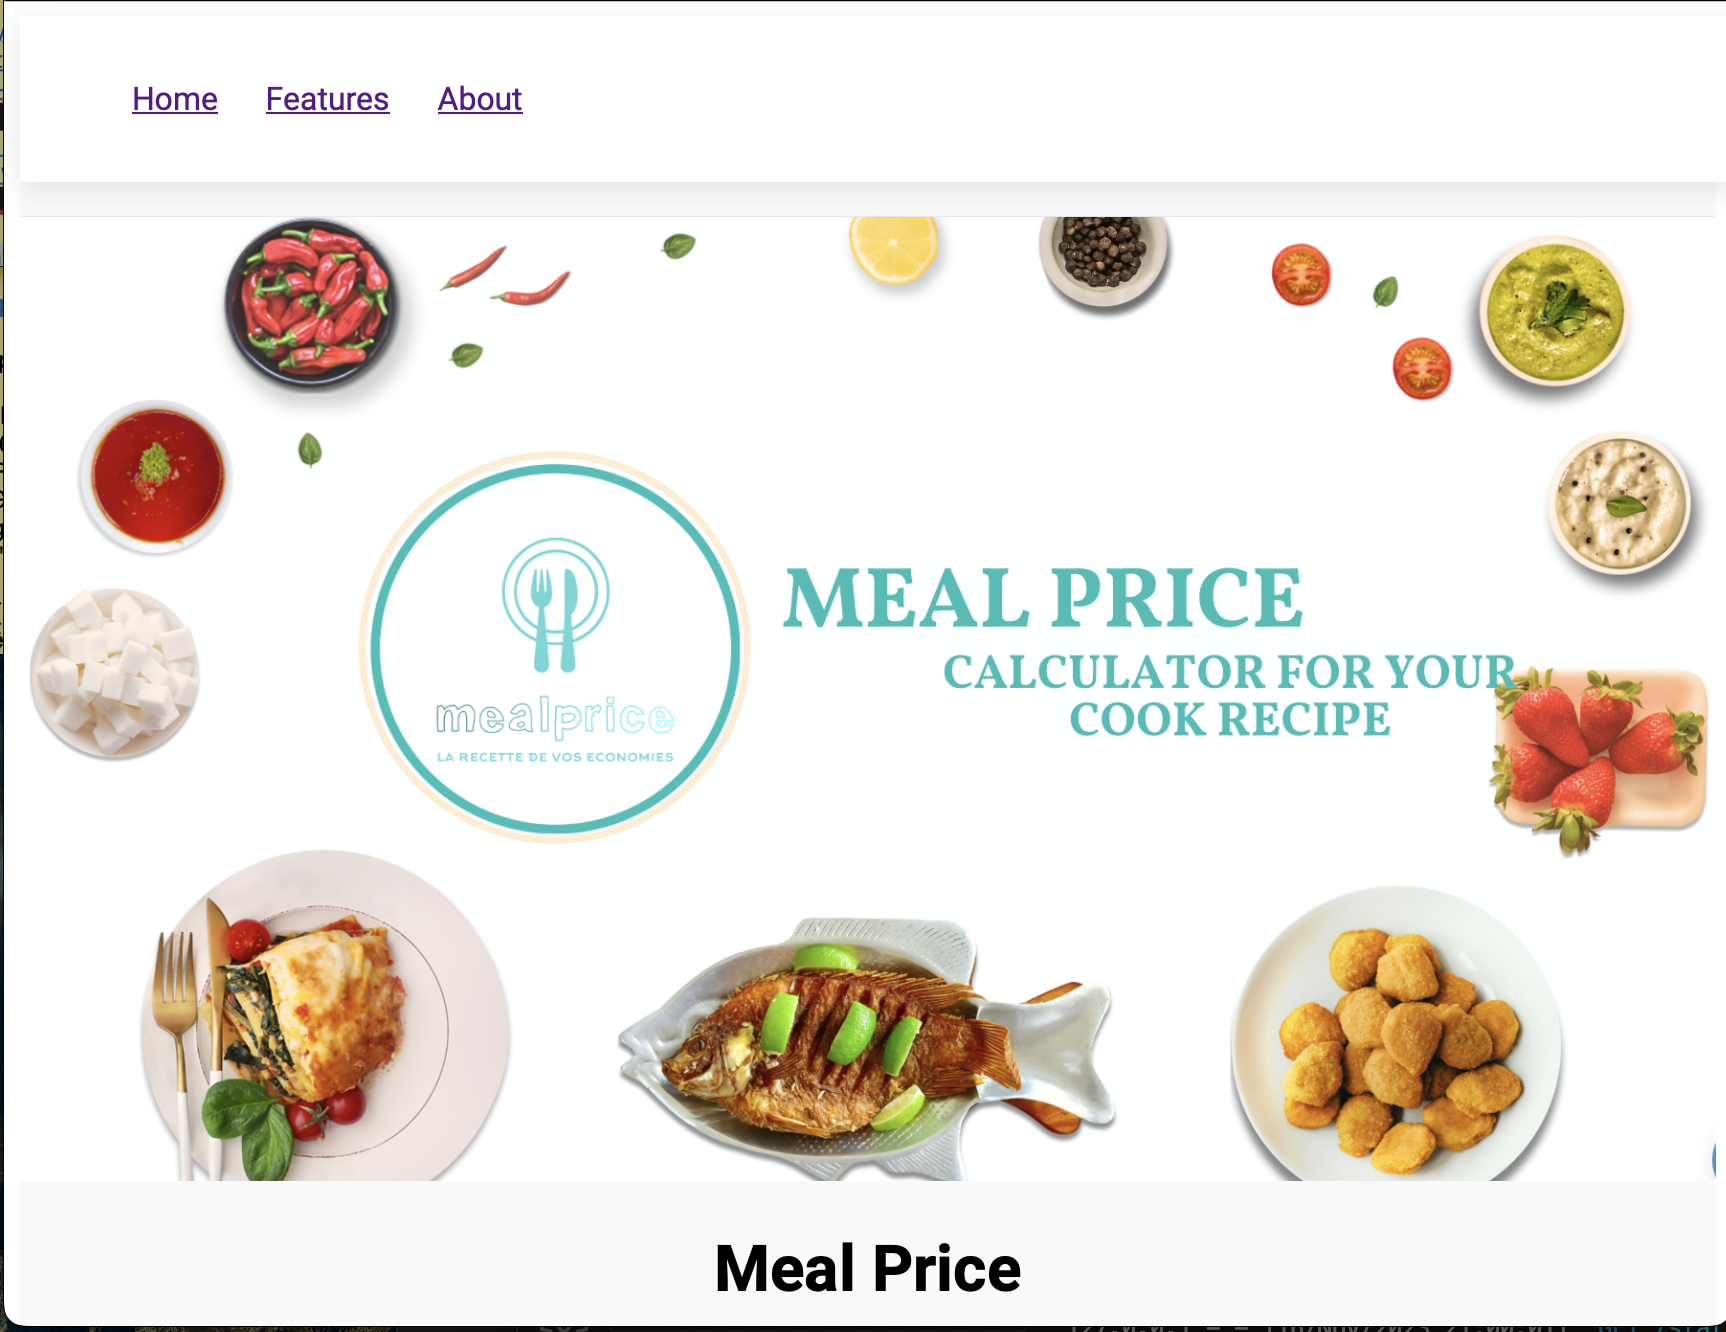 Home Features About
MEAL PRICE
CALCULATOR FOR YOUR
COOK RECIPE
mealprice
LA RECETTE DE VOS ECONOMIES
Meal Price